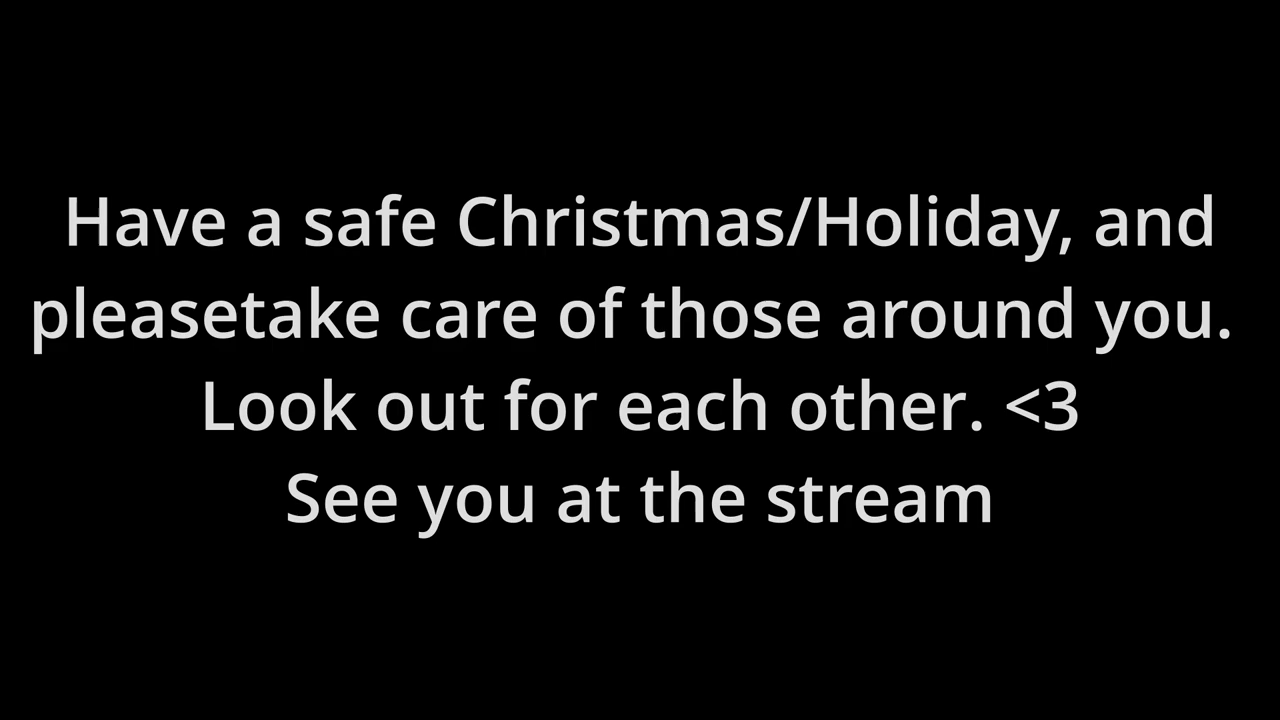 Have a safe Christmas/Holiday, and
pleasetake care of those around you.
Look out for each other. <3
See you at the stream